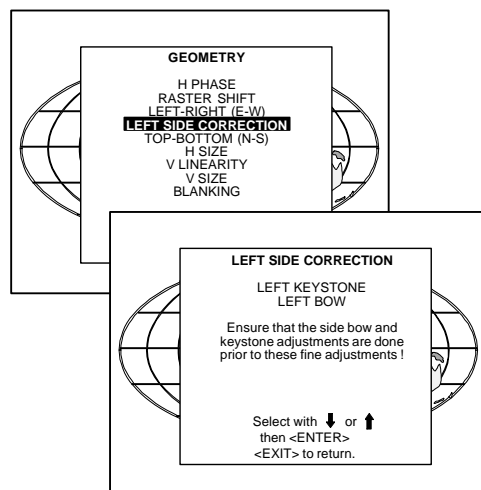 GEOMETRY
H PHASE
RASTER SHIFT
LEFT-RIGHT (E-W)
LEFT SIDE CORRECTION
TOP-BOTTOM (N-S)
H SIZE
V LINEARITY
V SIZE
BLANKING
LEFT SIDE CORRECTION
LEFT KEYSTONE
LEFT BOW
Ensure that the side bow and
keystone adjustments are done
prior to these fine adjustments !
Select with ⬇ or ⬆
then <ENTER>
<EXIT> to return.